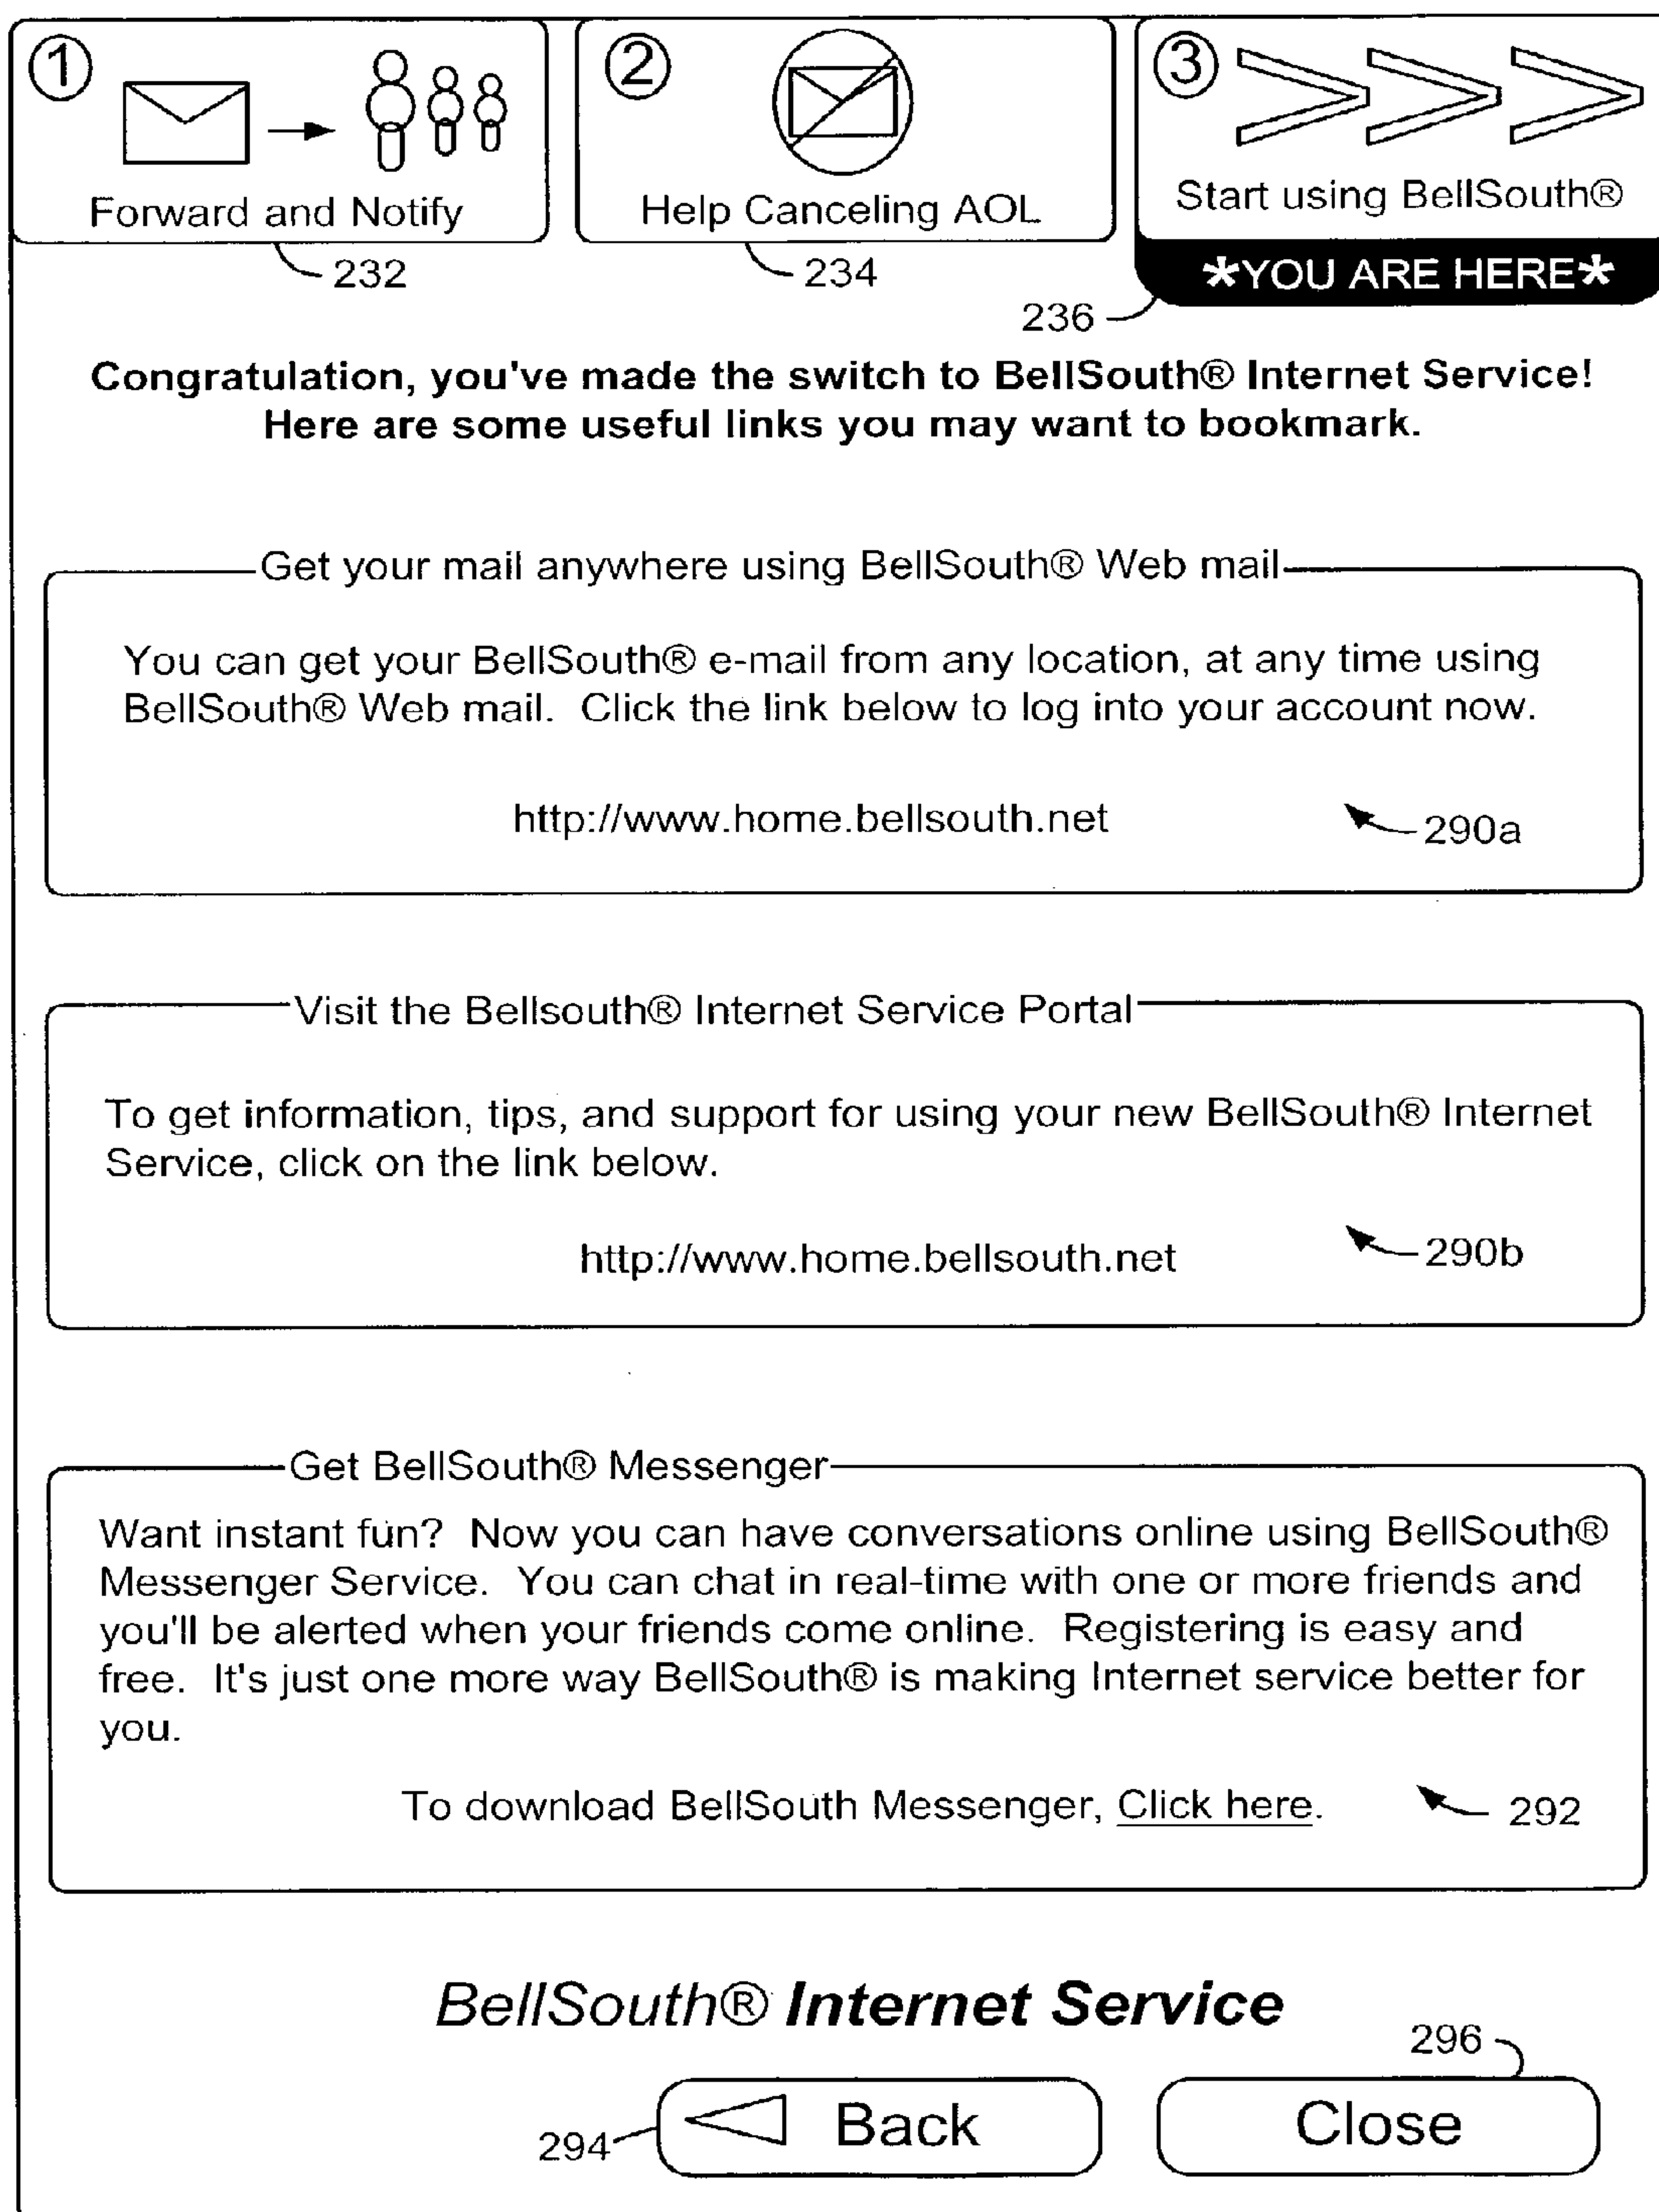 1
Forward and Notify
232
2
Help Canceling AOL
234
3
Start using BellSouth®
*YOU ARE HERE*
236
Congratulation, you've made the switch to BellSouth® Internet Service!
Here are some useful links you may want to bookmark.
Get your mail anywhere using BellSouth® Web mail
You can get your BellSouth® e-mail from any location, at any time using
BellSouth® Web mail. Click the link below to log into your account now.
http://www.home.bellsouth.net
290a
Visit the Bellsouth® Internet Service Portal
To get information, tips, and support for using your new BellSouth® Internet
Service, click on the link below.
http://www.home.bellsouth.net
290b
Get BellSouth® Messenger
Want instant fun? Now you can have conversations online using BellSouth®
Messenger Service. You can chat in real-time with one or more friends and
you'll be alerted when your friends come online. Registering is easy and
free. It's just one more way BellSouth® is making Internet service better for
you.
To download BellSouth Messenger, Click here.
292
BellSouth® Internet Service
296
294
Back
Close